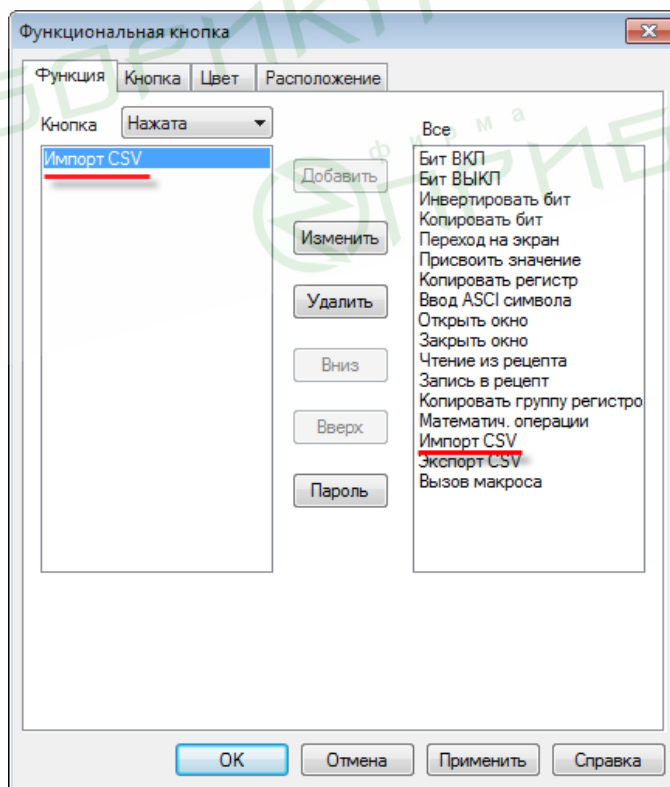 Функциональная кнопка
Функция Кнопка Цвет Расположение
Кнопка Нажата
Все
Импорт CSV
Добавить
Изменить
Удалить
Вниз
Вверх
Пароль
Бит ВКЛ
Бит ВЫКЛ
Инвертировать бит
Копировать бит
Переход на экран
Присвоить значение
Копировать регистр
Ввод ASCI символа
Открыть окно
Закрыть окно
Чтение из рецепта
Запись в рецепт
Копировать группу регистро
Математич. операции
Импорт CSV
Экспорт CSV
Вызов макроса
OK Отмена Применить Справка
фирма